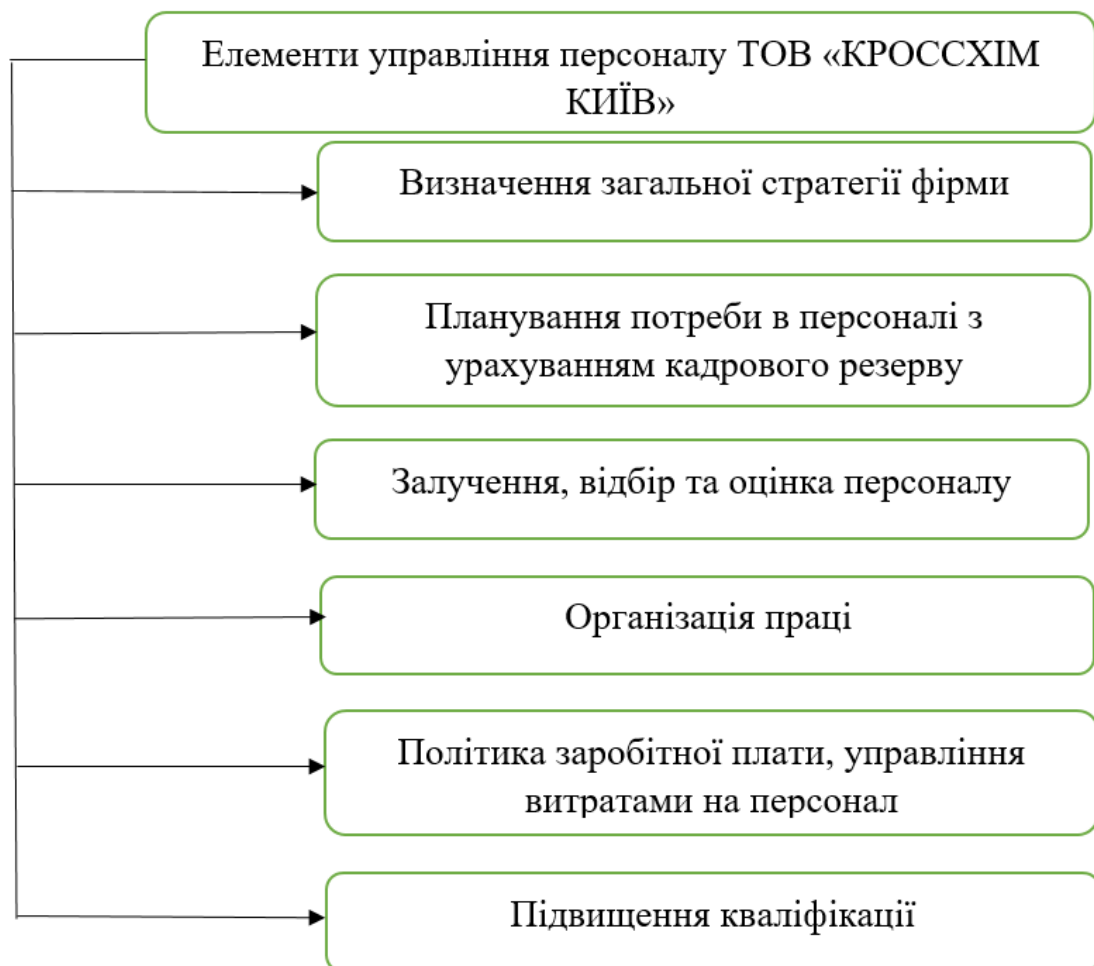 Елементи управління персоналу ТОВ «КРОССХІМ
КИЇВ»
Визначення загальної стратегії фірми
Планування потреби в персоналі з
урахуванням кадрового резерву
Залучення, відбір та оцінка персоналу
Організація праці
Політика заробітної плати, управління
витратами на персонал
Підвищення кваліфікації